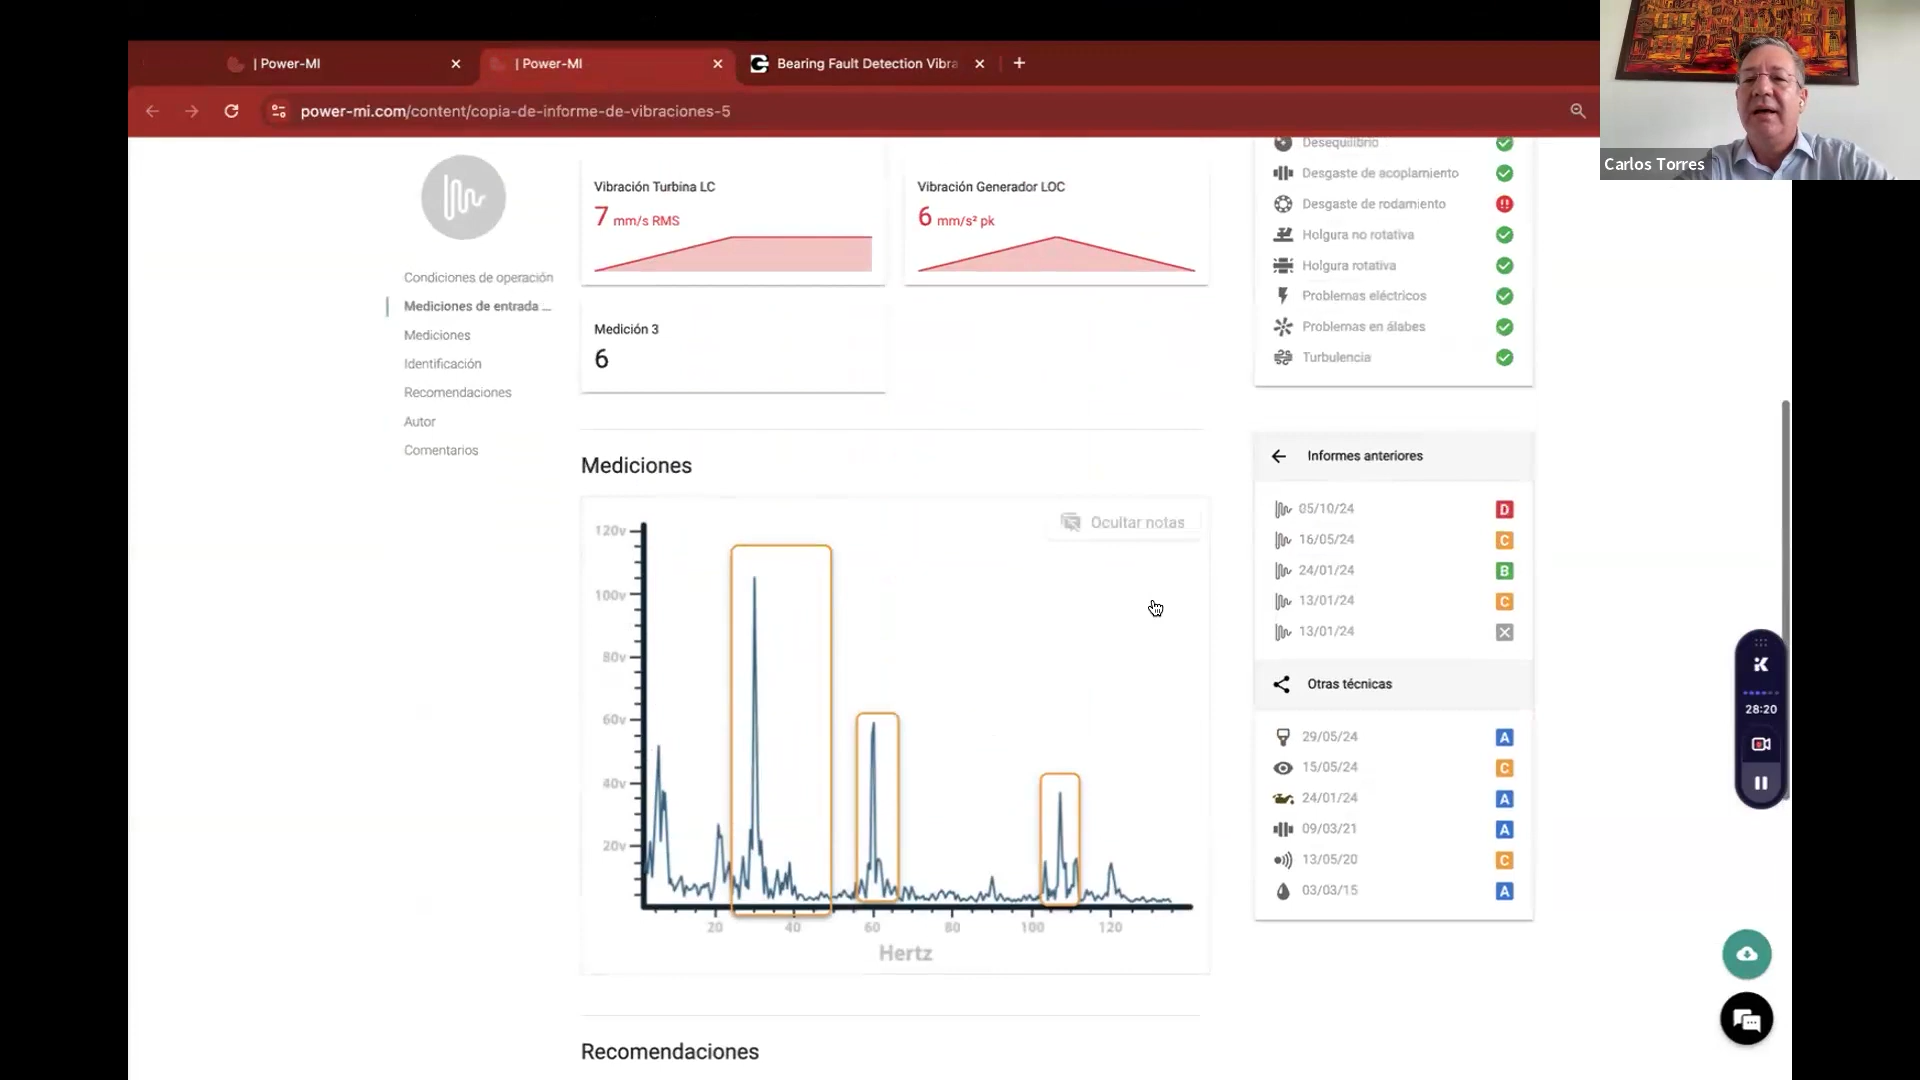 | Power-MI
| Power-MI
Bearing Fault Detection Vibra
power-mi.com/content/copia-de-informe-de-vibraciones-5
Carlos Torres
Condiciones de operación
Mediciones de entrada ...
Mediciones
Identificación
Recomendaciones
Autor
Comentarios
Vibración Turbina LC
7 mm/s RMS
Vibración Generador LOC
6 mm/s² pk
Medición 3
6
Mediciones
Ocultar notas
120v
100v
80v
60v
40v
20v
20 40 60 80 100 120
Hertz
Recomendaciones
Desequilibrio
Desgaste de acoplamiento
Desgaste de rodamiento
Holgura no rotativa
Holgura rotativa
Problemas eléctricos
Problemas en álabes
Turbulencia
Informes anteriores
05/10/24 D
16/05/24 C
24/01/24 B
13/01/24 C
13/01/24
Otras técnicas
29/05/24 A
15/05/24 C
24/01/24 A
09/03/21 A
13/05/20 C
03/03/15 A
28:20